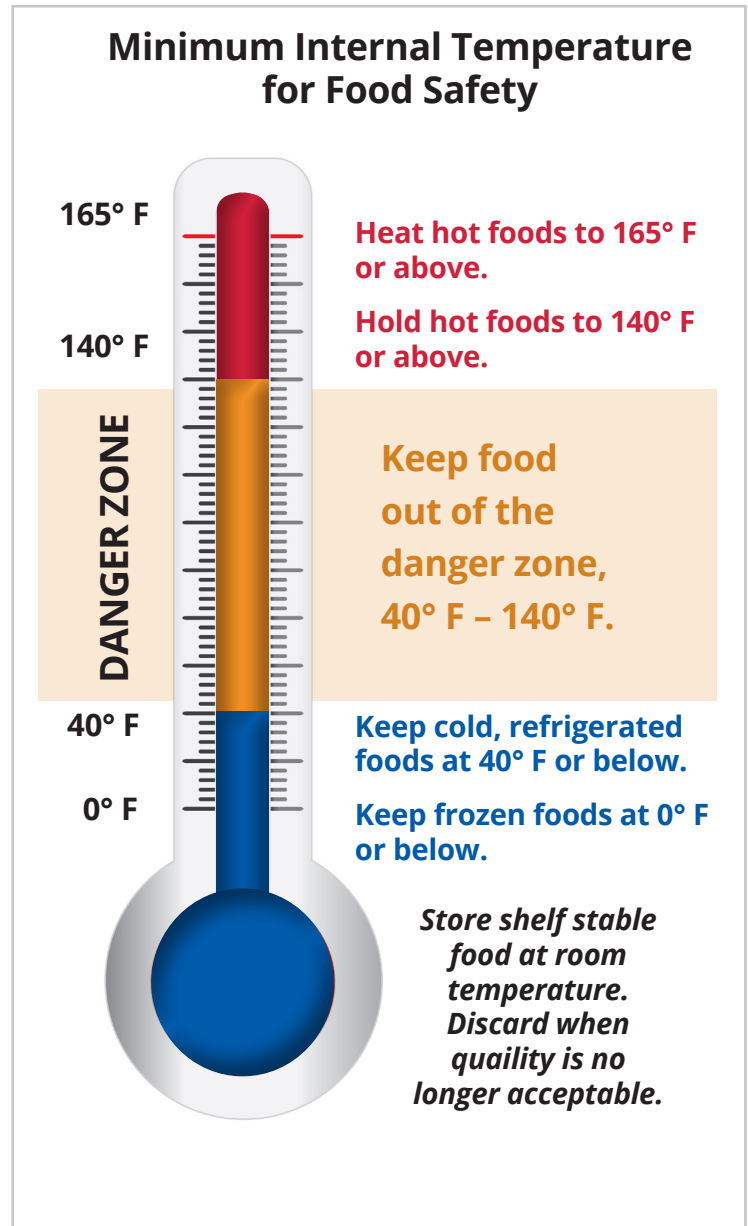 Minimum Internal Temperature
for Food Safety
165° F
Heat hot foods to 165° F
or above.
Hold hot foods to 140° F
or above.
140° F
DANGER ZONE
Keep food
out of the
danger zone,
40° F – 140° F.
40° F
Keep cold, refrigerated
foods at 40° F or below.
0° F
Keep frozen foods at 0° F
or below.
Store shelf stable
food at room
temperature.
Discard when
quaility is no
longer acceptable.